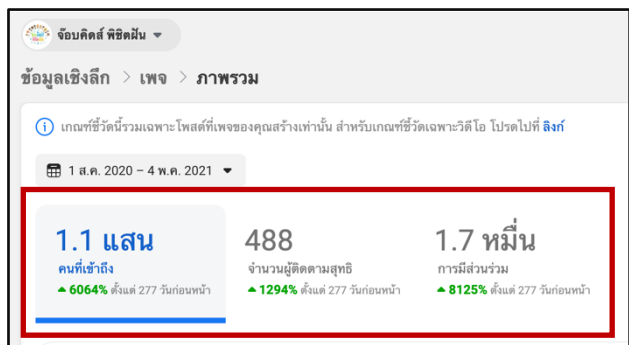 จ๊อบคิดส์ พิชิตฝัน
ข้อมูลเชิงลึก > เพจ > ภาพรวม
เกณฑ์ชี้วัดนี้รวมเฉพาะโพสต์ที่เพจของคุณสร้างเท่านั้น สำหรับเกณฑ์ชี้วัดเฉพาะวิดีโอ โปรดไปที่ ลิงก์
1 ส.ค. 2020 – 4 พ.ค. 2021
1.1 แสน 488 1.7 หมื่น
คนที่เข้าถึง จำนวนผู้ติดตามสุทธิ การมีส่วนร่วม
6064% ตั้งแต่ 277 วันก่อนหน้า 1294% ตั้งแต่ 277 วันก่อนหน้า 8125% ตั้งแต่ 277 วันก่อนหน้า